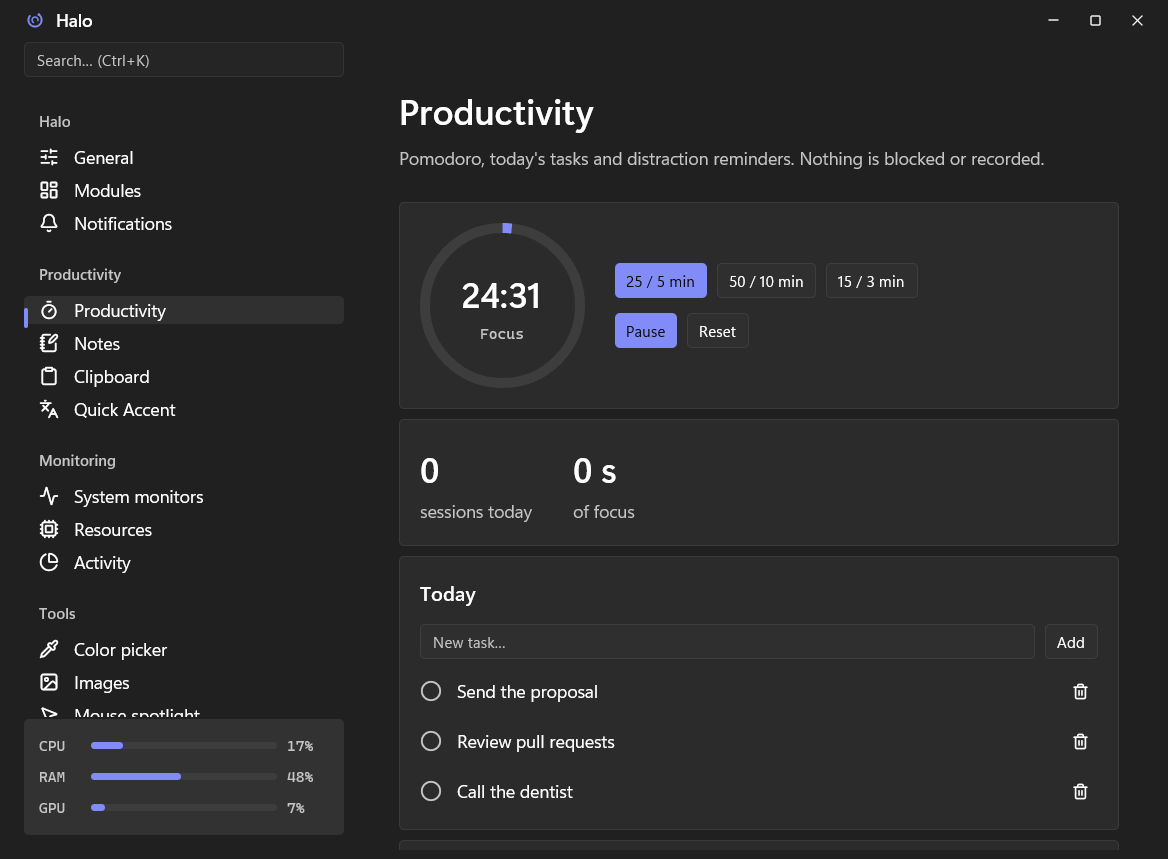 Halo
Search... (Ctrl+K)
Halo
General
Modules
Notifications
Productivity
Productivity
Notes
Clipboard
Quick Accent
Monitoring
System monitors
Resources
Activity
Tools
Color picker
Images
Mouse spotlight
CPU 17%
RAM 48%
GPU 7%
Productivity
Pomodoro, today's tasks and distraction reminders. Nothing is blocked or recorded.
24:31
Focus
25 / 5 min 50 / 10 min 15 / 3 min
Pause Reset
0 0 s
sessions today of focus
Today
New task... Add
Send the proposal
Review pull requests
Call the dentist